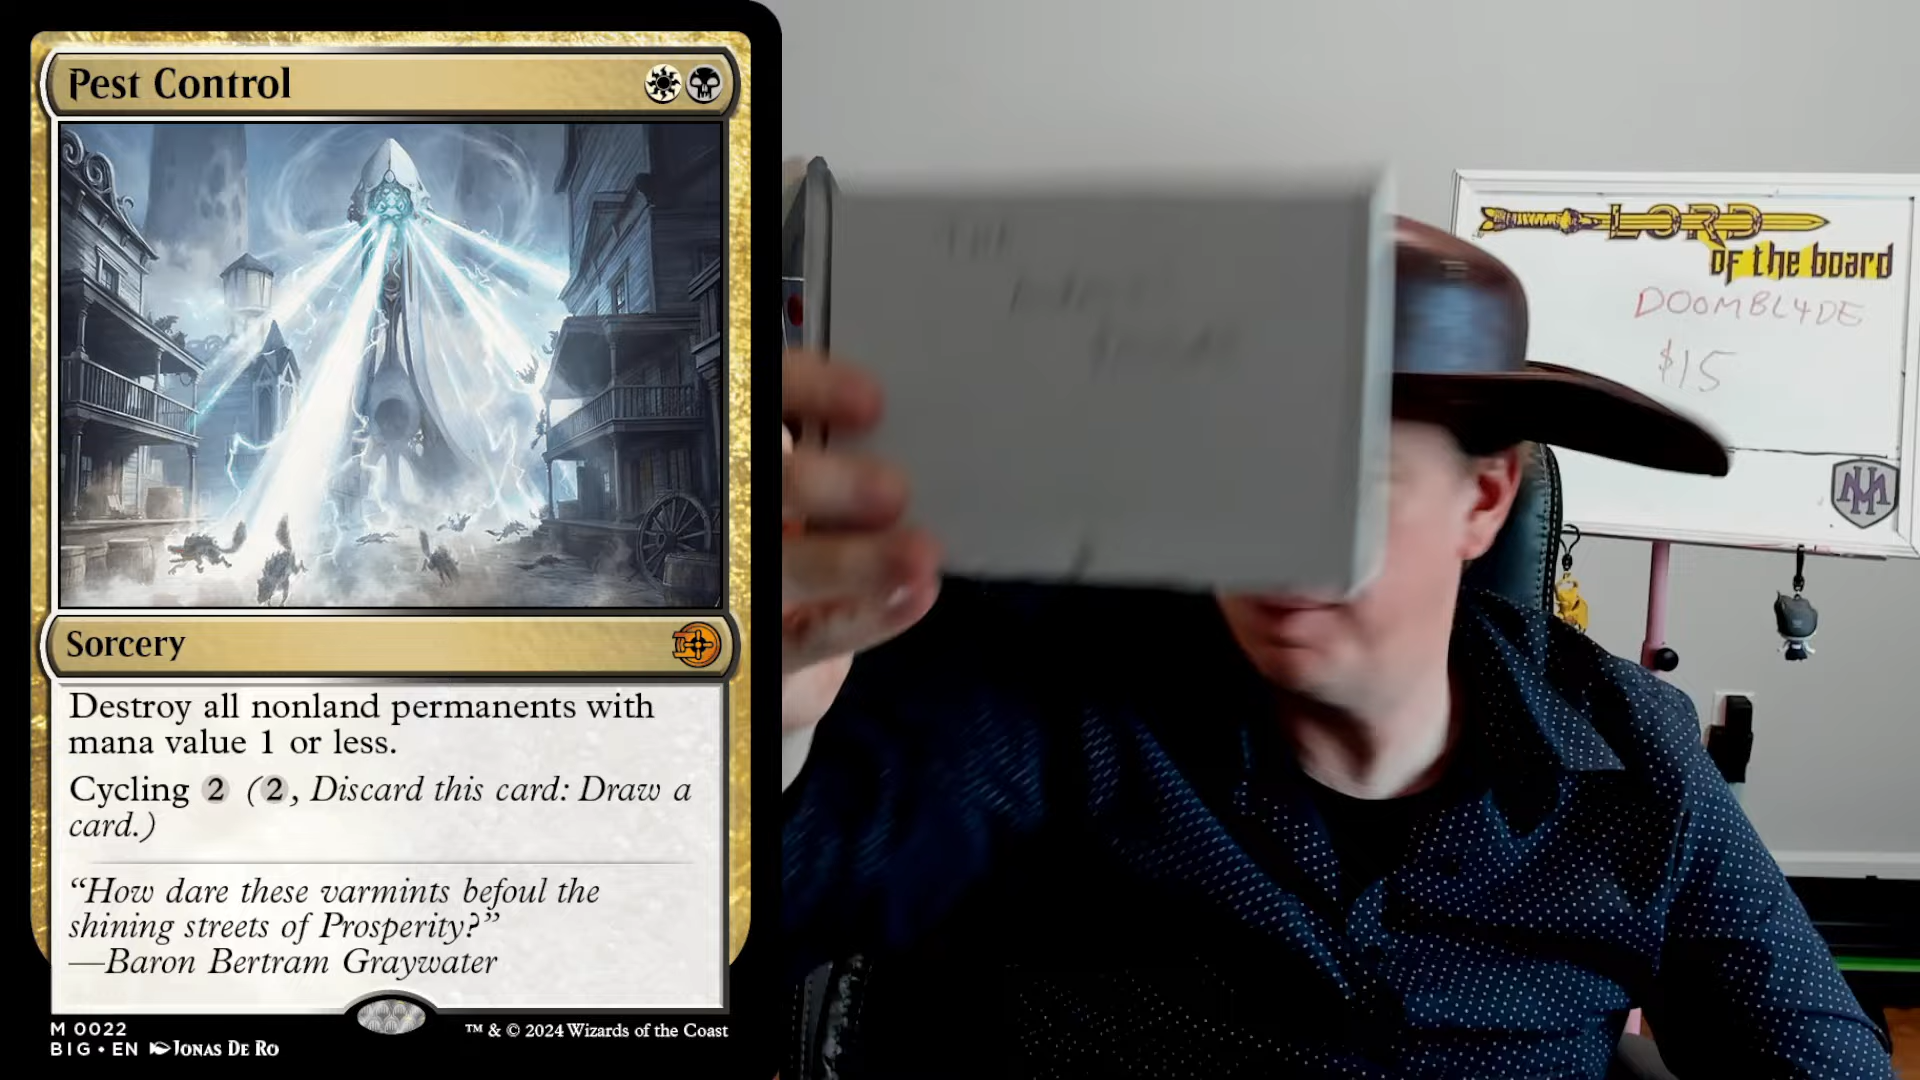 Pest Control
Sorcery
Destroy all nonland permanents with
mana value 1 or less.
Cycling 2 (2, Discard this card: Draw a
card.)
“How dare these varmints befoul the
shining streets of Prosperity?”
—Baron Bertram Graywater
M 0022
BIG • EN JONAS DE RO
™ & © 2024 Wizards of the Coast
THE
LORD
OF the board
DOOMBL4DE
$15